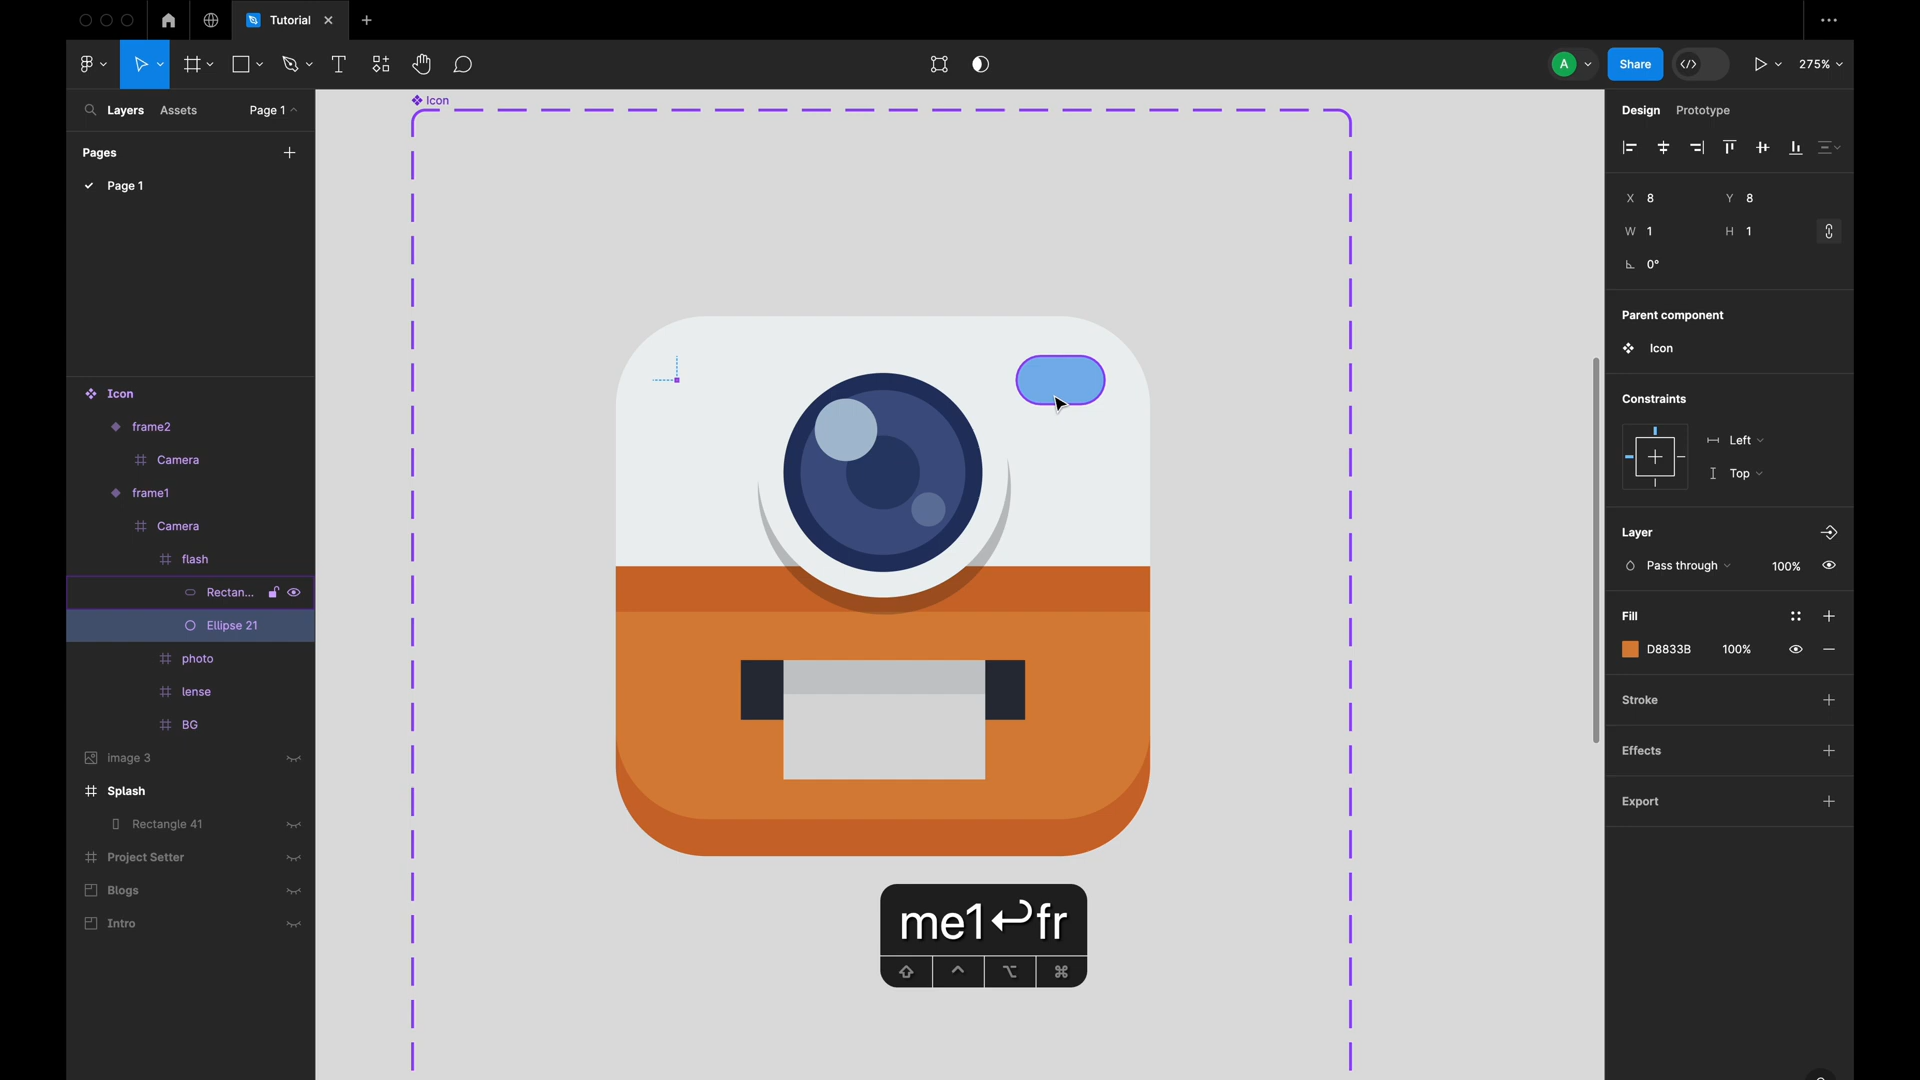 Tutorial
A
Share
275%
Layers
Assets
Page 1
Design
Prototype
Pages
Page 1
Icon
frame2
Camera
frame1
Camera
flash
Rectan...
Ellipse 21
photo
lense
BG
image 3
Splash
Rectangle 41
Project Setter
Blogs
Intro
Icon
me1↩fr
X 8
Y 8
W 1
H 1
0°
Parent component
Icon
Constraints
Left
Top
Layer
Pass through
100%
Fill
D8833B
100%
Stroke
Effects
Export